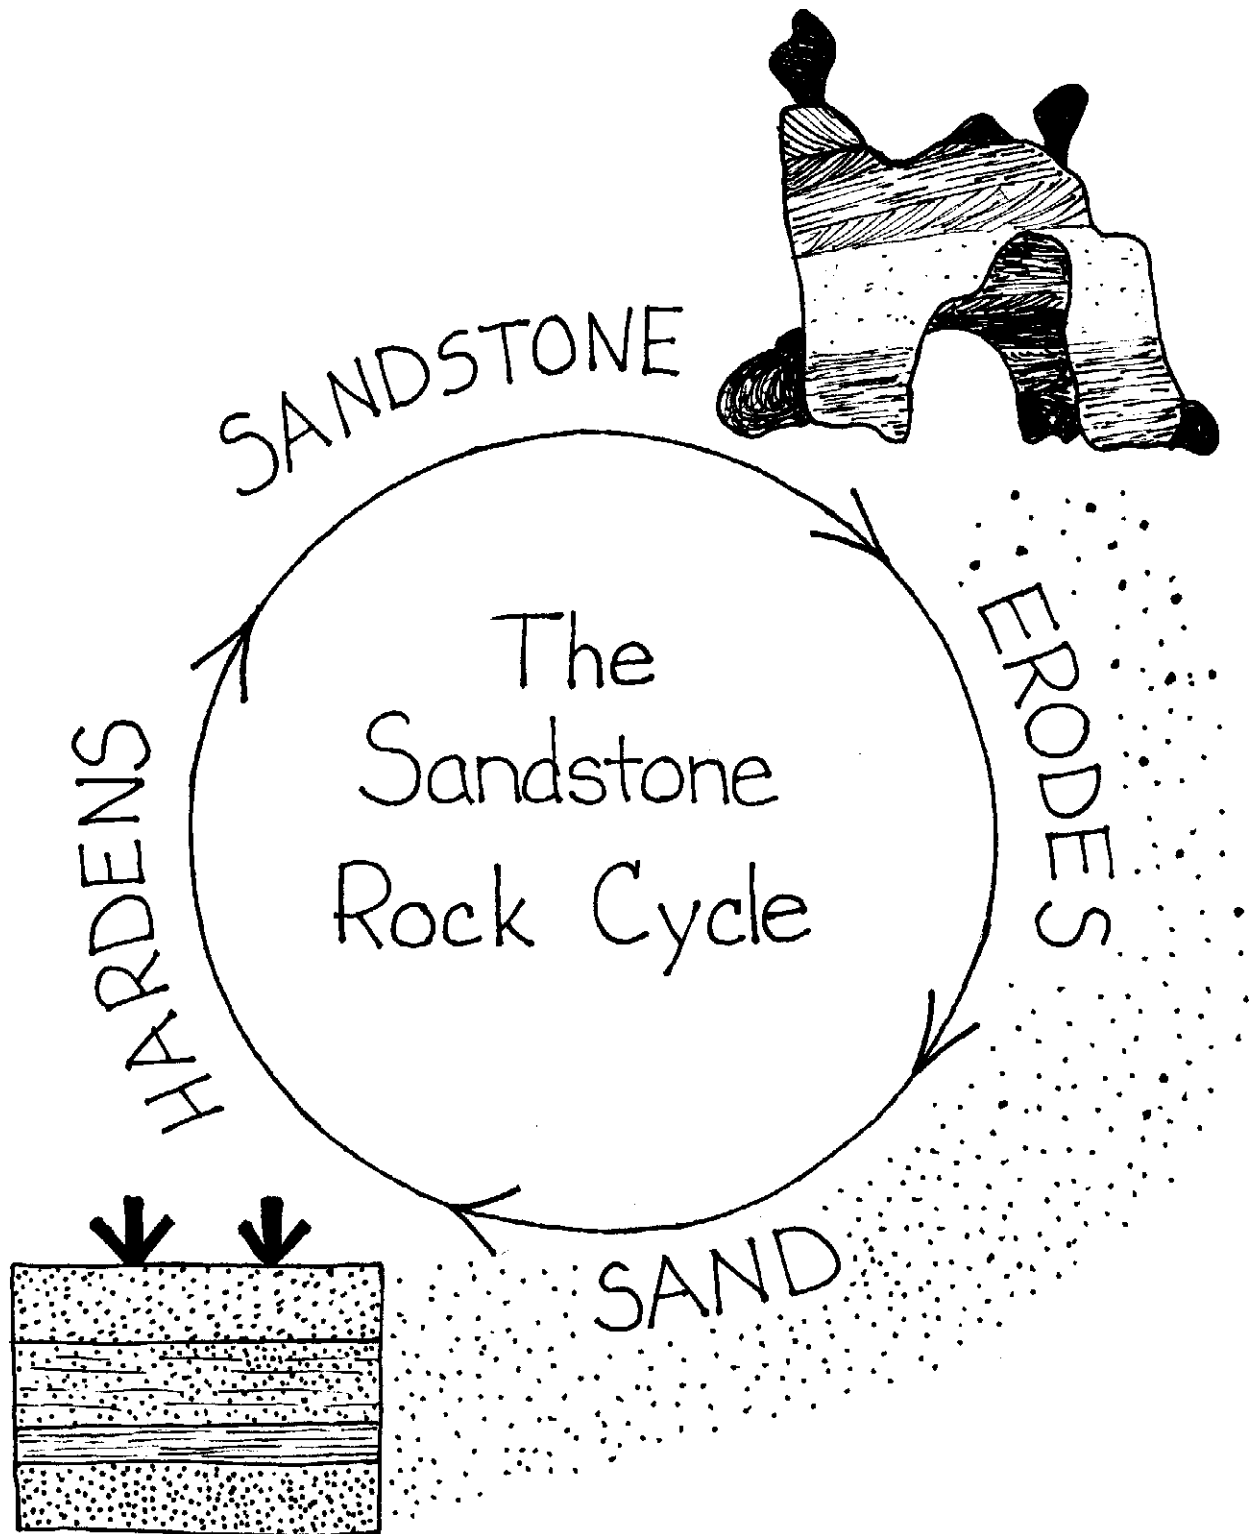 SANDSTONE
ERODES
SAND
HARDENS
The
Sandstone
Rock Cycle